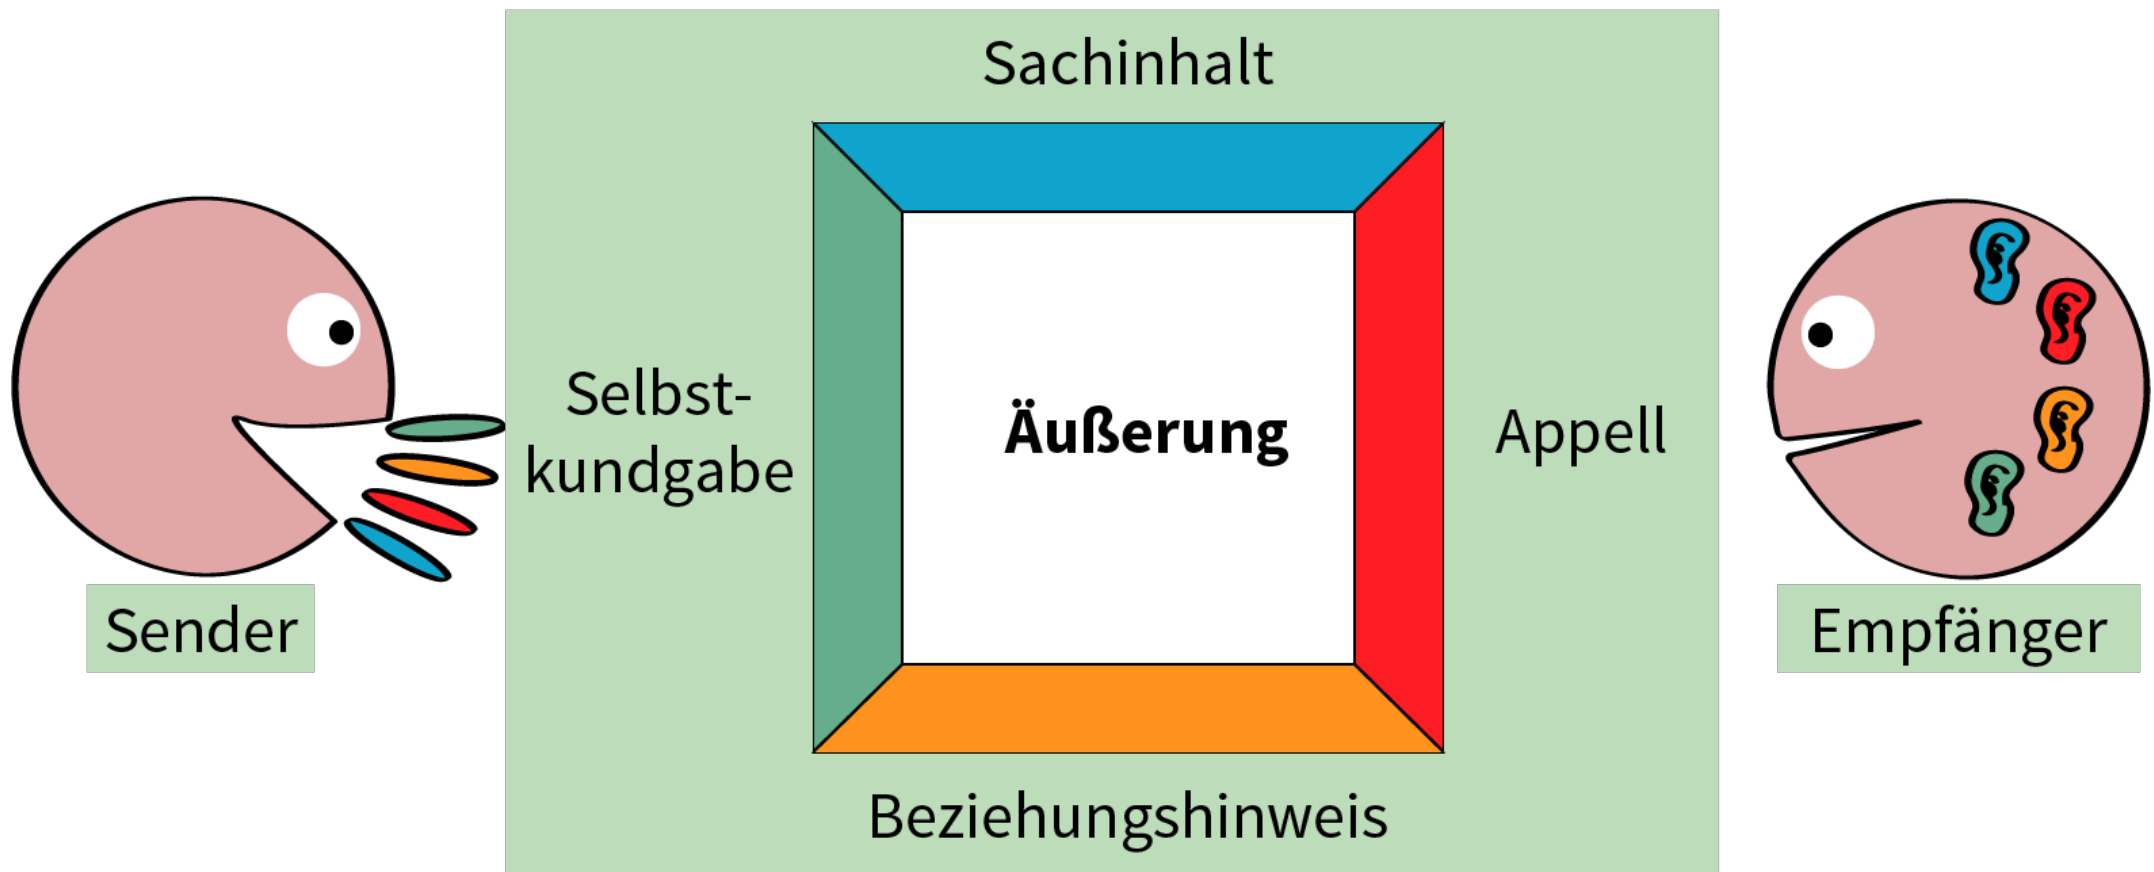 Sachinhalt
Selbst-
kundgabe
Äußerung
Appell
Beziehungshinweis
Sender
Empfänger